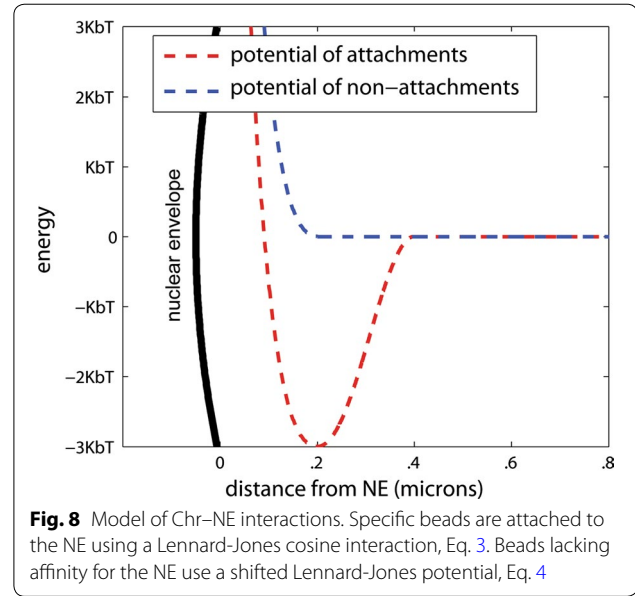 3KbT
2KbT
KbT
0
−KbT
−2KbT
−3KbT
energy
nuclear envelope
potential of attachments
potential of non−attachments
0
.2
.4
.6
.8
distance from NE (microns)
Fig. 8 Model of Chr–NE interactions. Specific beads are attached to
the NE using a Lennard-Jones cosine interaction, Eq. 3. Beads lacking
affinity for the NE use a shifted Lennard-Jones potential, Eq. 4